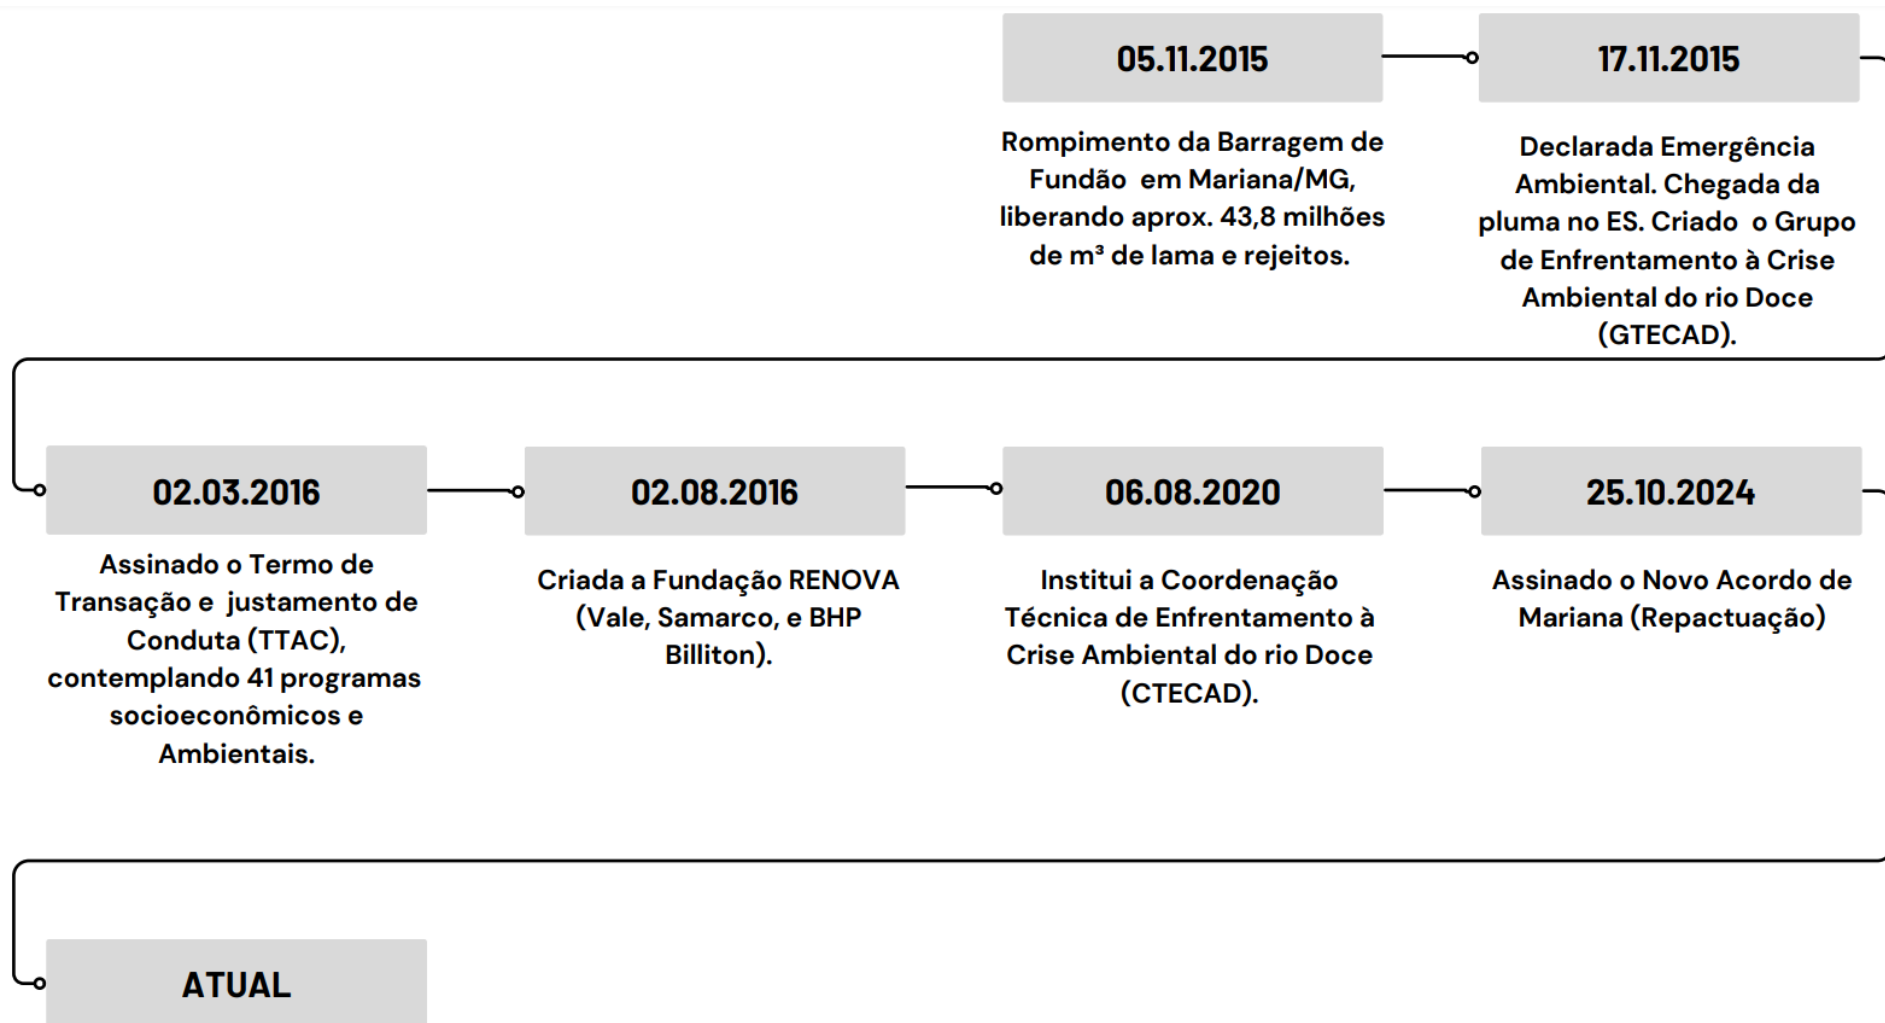 05.11.2015
Rompimento da Barragem de
Fundão em Mariana/MG,
liberando aprox. 43,8 milhões
de m³ de lama e rejeitos.
17.11.2015
Declarada Emergência
Ambiental. Chegada da
pluma no ES. Criado o Grupo
de Enfrentamento à Crise
Ambiental do rio Doce
(GTECAD).
02.03.2016
Assinado o Termo de
Transação e justamento de
Conduta (TTAC),
contemplando 41 programas
socioeconômicos e
Ambientais.
02.08.2016
Criada a Fundação RENOVA
(Vale, Samarco, e BHP
Billiton).
06.08.2020
Institui a Coordenação
Técnica de Enfrentamento à
Crise Ambiental do rio Doce
(CTECAD).
25.10.2024
Assinado o Novo Acordo de
Mariana (Repactuação)
ATUAL